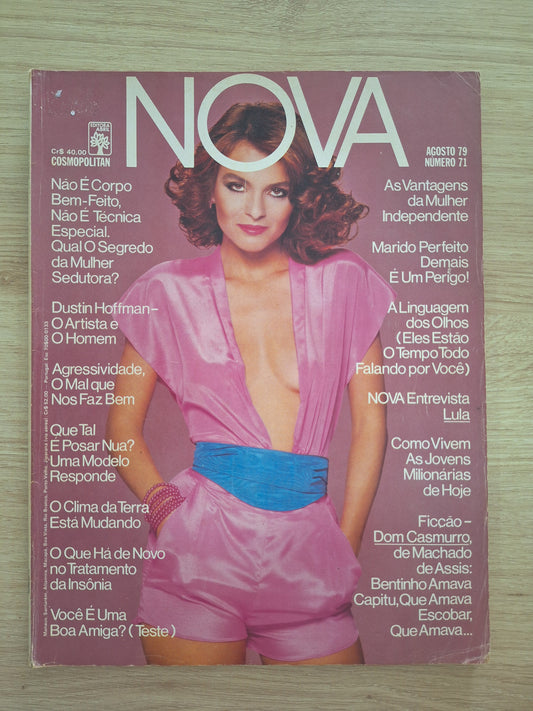 NOVA
EDITORA
ABRIL
Cr$ 40.00
COSMOPOLITAN
AGOSTO 79
NÚMERO 71
Não É Corpo
Bem-Feito,
Não É Técnica
Especial.
Qual O Segredo
da Mulher
Sedutora?
Dustin Hoffman –
O Artista e
O Homem
Agressividade,
O Mal que
Nos Faz Bem
Que Tal
É Posar Nua?
Uma Modelo
Responde
O Clima da Terra
Está Mudando
O Que Há de Novo
no Tratamento
da Insônia
Você É Uma
Boa Amiga? (Teste)
As Vantagens
da Mulher
Independente
Marido Perfeito
Demais
É Um Perigo!
A Linguagem
dos Olhos
(Eles Estão
O Tempo Todo
Falando por Você)
NOVA Entrevista
Lula
Como Vivem
As Jovens
Milionárias
de Hoje
Ficção –
Dom Casmurro,
de Machado
de Assis:
Bentinho Amava
Capitu, Que Amava
Escobar,
Que Amava...